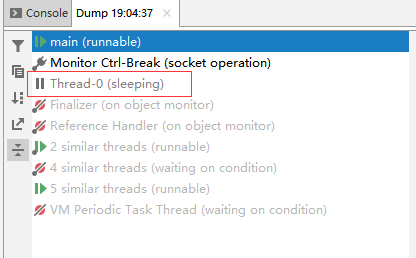 Console Dump 19:04:37
main (runnable)
Monitor Ctrl-Break (socket operation)
Thread-0 (sleeping)
Finalizer (on object monitor)
Reference Handler (on object monitor)
2 similar threads (runnable)
4 similar threads (waiting on condition)
5 similar threads (runnable)
VM Periodic Task Thread (waiting on condition)